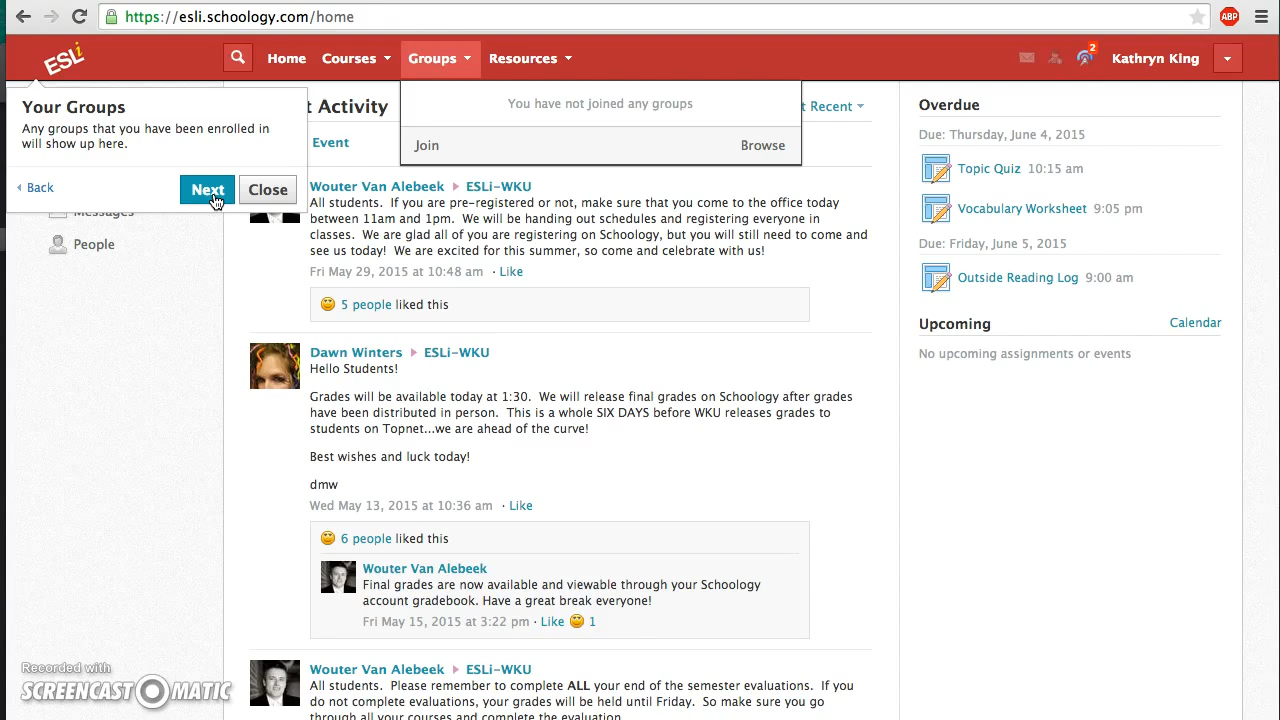 https://esli.schoology.com/home
ABP
ESLi
Home
Courses
Groups
Resources
2
Kathryn King
Your Groups
Any groups that you have been enrolled in
will show up here.
Back
Next
Close
Messages
People
t Activity
t Recent
Event
You have not joined any groups
Join
Browse
Wouter Van Alebeek ESLi-WKU
All students. If you are pre-registered or not, make sure that you come to the office today
between 11am and 1pm. We will be handing out schedules and registering everyone in
classes. We are glad all of you are registering on Schoology, but you will still need to come and
see us today! We are excited for this summer, so come and celebrate with us!
Fri May 29, 2015 at 10:48 am · Like
5 people liked this
Dawn Winters ESLi-WKU
Hello Students!
Grades will be available today at 1:30. We will release final grades on Schoology after grades
have been distributed in person. This is a whole SIX DAYS before WKU releases grades to
students on Topnet...we are ahead of the curve!
Best wishes and luck today!
dmw
Wed May 13, 2015 at 10:36 am · Like
6 people liked this
Wouter Van Alebeek
Final grades are now available and viewable through your Schoology
account gradebook. Have a great break everyone!
Fri May 15, 2015 at 3:22 pm · Like 1
Wouter Van Alebeek ESLi-WKU
All students. Please remember to complete ALL your end of the semester evaluations. If you
do not complete evaluations, your grades will be held until Friday. So make sure you go
through all your courses and complete the evaluation.
Overdue
Due: Thursday, June 4, 2015
Topic Quiz 10:15 am
Vocabulary Worksheet 9:05 pm
Due: Friday, June 5, 2015
Outside Reading Log 9:00 am
Upcoming
Calendar
No upcoming assignments or events
Recorded with
SCREENCAST-O-MATIC